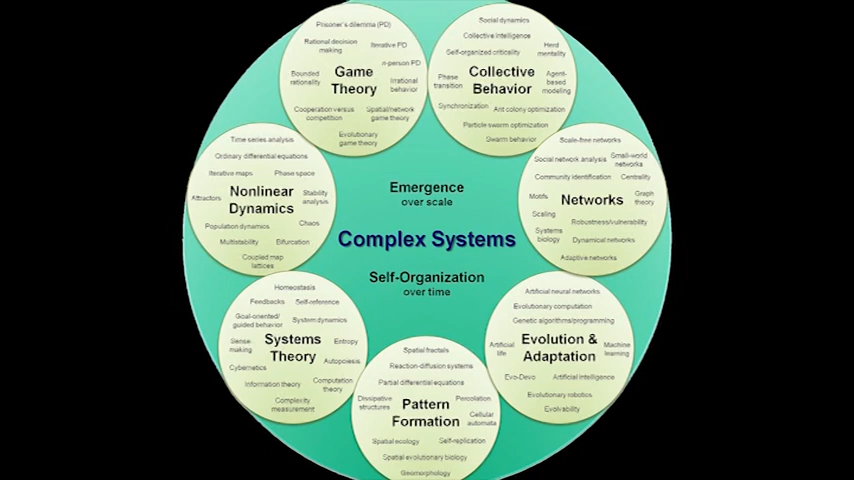 Prisoner's dilemma (PD)
Rational decision making
Iterative PD
n-person PD
Game Theory
Bounded rationality
Irrational behavior
Cooperation versus competition
Spatial/network game theory
Evolutionary game theory
Social dynamics
Collective intelligence
Self-organized criticality
Herd mentality
Collective Behavior
Phase transition
Agent-based modeling
Synchronization
Ant colony optimization
Particle swarm optimization
Swarm behavior
Time series analysis
Ordinary differential equations
Iterative maps
Phase space
Attractors
Nonlinear Dynamics
Stability analysis
Population dynamics
Chaos
Multistability
Bifurcation
Coupled map lattices
Emergence
over scale
Complex Systems
Self-Organization
over time
Scale-free networks
Social network analysis
Small-world networks
Community identification
Centrality
Motifs
Networks
Graph theory
Scaling
Robustness/vulnerability
Systems biology
Dynamical networks
Adaptive networks
Homeostasis
Feedbacks
Self-reference
Goal-oriented/guided behavior
System dynamics
Sense-making
Systems Theory
Entropy
Autopoiesis
Cybernetics
Information theory
Computation theory
Complexity measurement
Spatial fractals
Reaction-diffusion systems
Partial differential equations
Dissipative structures
Percolation
Pattern Formation
Cellular automata
Spatial ecology
Self-replication
Spatial evolutionary biology
Geomorphology
Artificial neural networks
Evolutionary computation
Genetic algorithms/programming
Artificial life
Evolution & Adaptation
Machine learning
Evo-Devo
Artificial intelligence
Evolutionary robotics
Evolvability